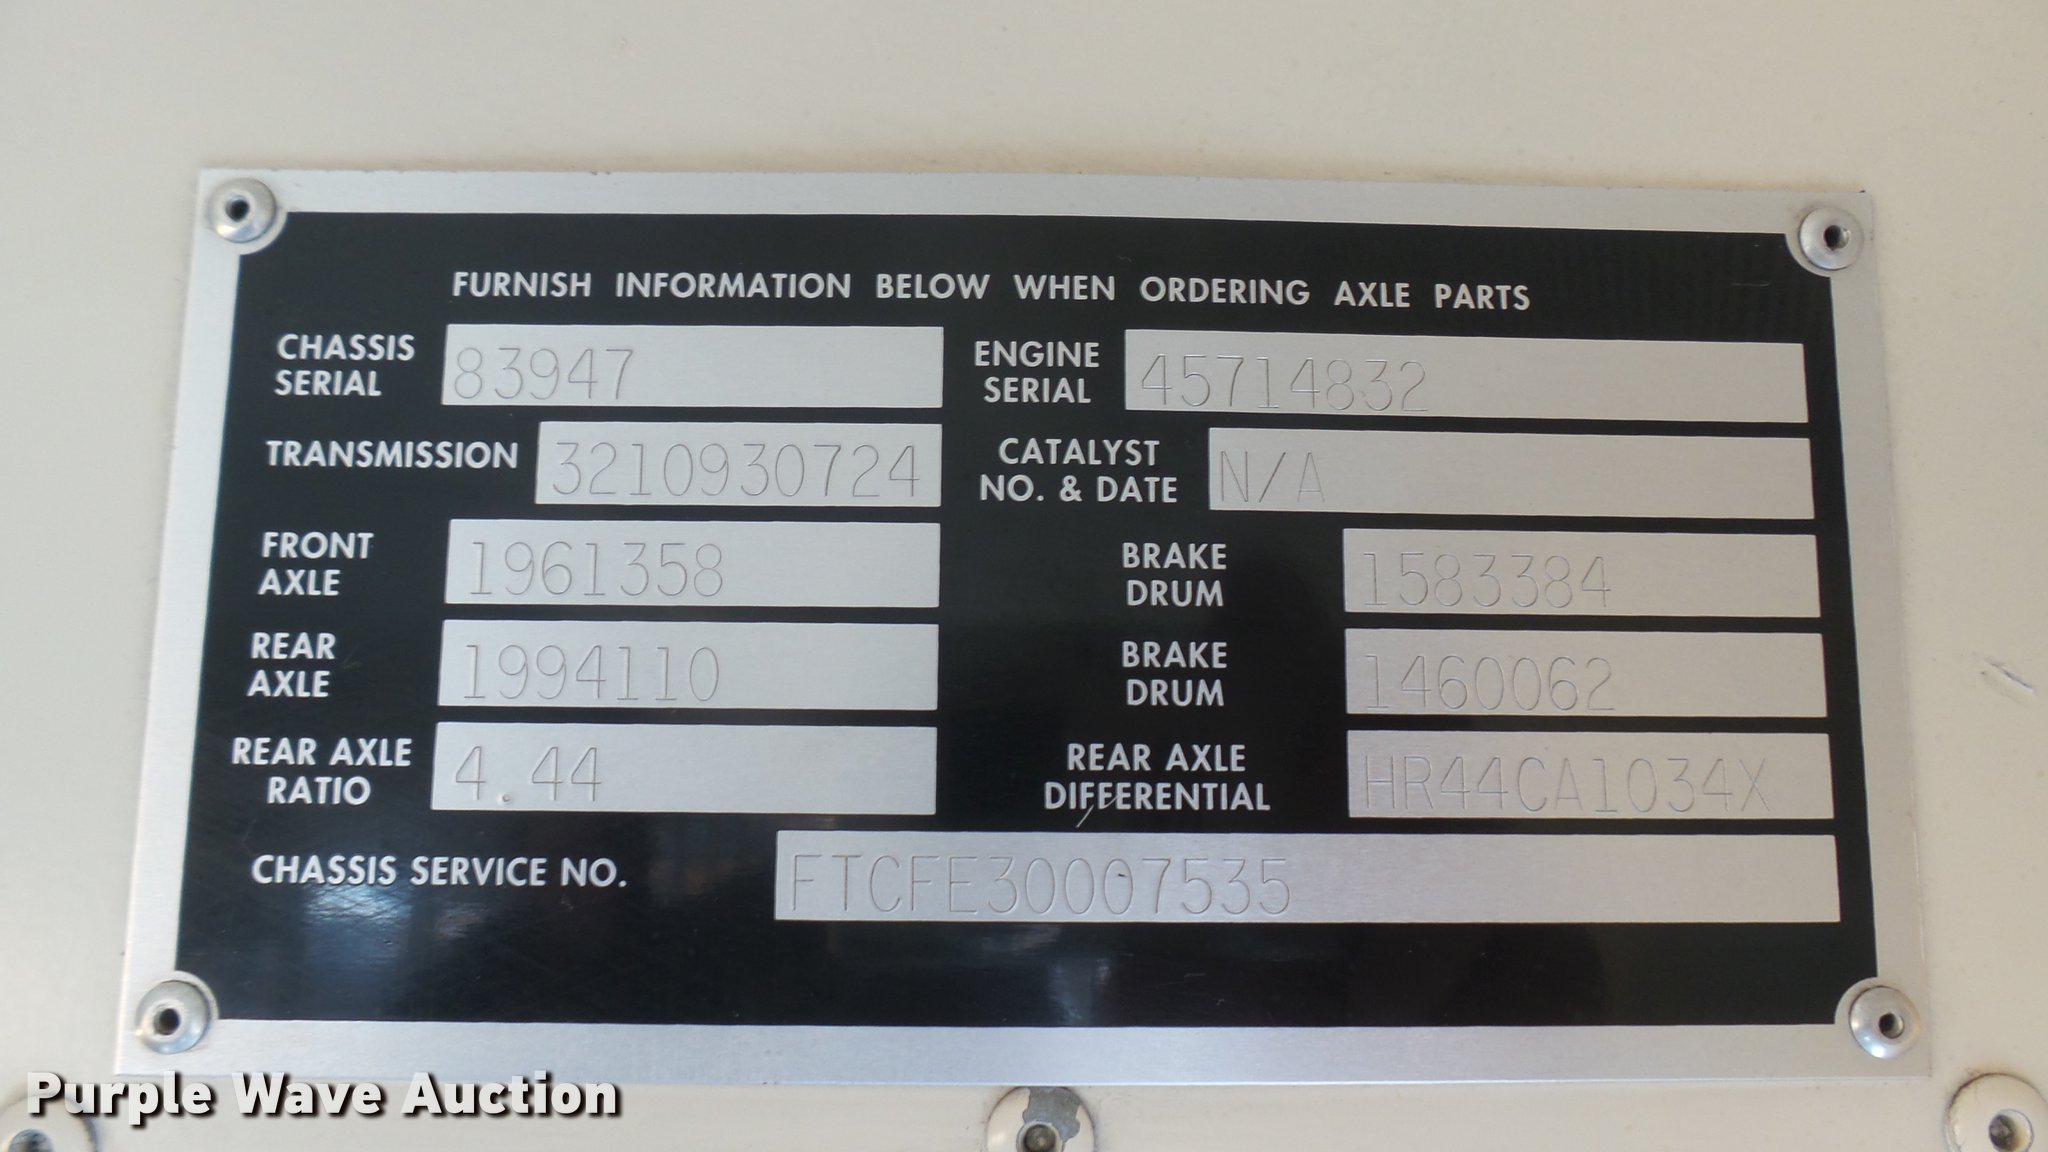 FURNISH INFORMATION BELOW WHEN ORDERING AXLE PARTS
CHASSIS SERIAL 83947
ENGINE SERIAL 45714832
TRANSMISSION 3210930724
CATALYST NO. & DATE N/A
FRONT AXLE 1961358
BRAKE DRUM 1583384
REAR AXLE 1994110
BRAKE DRUM 1460062
REAR AXLE RATIO 4.44
REAR AXLE DIFFERENTIAL HR44CA1034X
CHASSIS SERVICE NO. FTCFE30007535
Purple Wave Auction